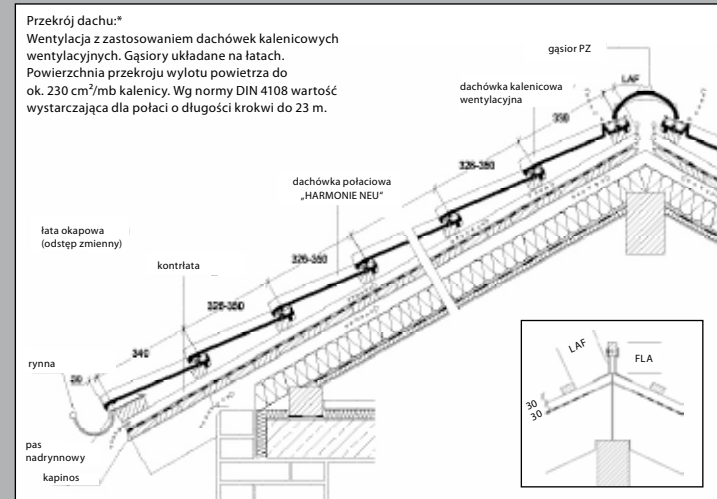 Przekrój dachu:*
Wentylacja z zastosowaniem dachówek kalenicowych
wentylacyjnych. Gąsiory układane na łatach.
Powierzchnia przekroju wylotu powietrza do
ok. 230 cm²/mb kalenicy. Wg normy DIN 4108 wartość
wystarczająca dla połaci o długości krokwi do 23 m.
gąsior PZ
LAF
dachówka kalenicowa
wentylacyjna
330
328-350
dachówka połaciowa
„HARMONIE NEU"
łata okapowa
(odstęp zmienny)
328-350
kontrłata
328-350
340
rynna
30
pas
nadrynnowy
kapinos
LAF
FLA
30
30